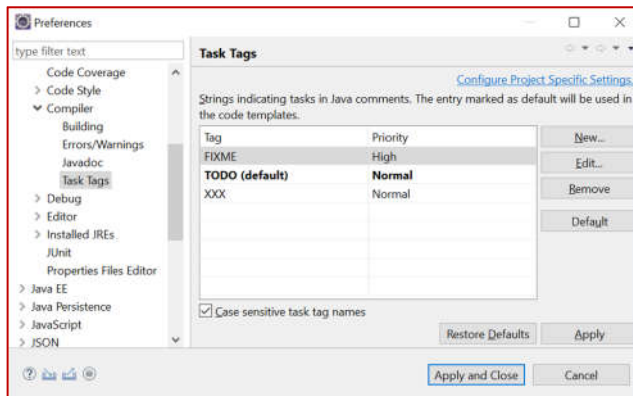 Preferences
type filter text
Code Coverage
Code Style
Compiler
Building
Errors/Warnings
Javadoc
Task Tags
Debug
Editor
Installed JREs
JUnit
Properties Files Editor
Java EE
Java Persistence
JavaScript
JSON
Task Tags
Configure Project Specific Settings.
Strings indicating tasks in Java comments. The entry marked as default will be used in
the code templates.
Tag Priority
FIXME High
TODO (default) Normal
XXX Normal
New...
Edit...
Remove
Default
Case sensitive task tag names
Restore Defaults Apply
Apply and Close Cancel